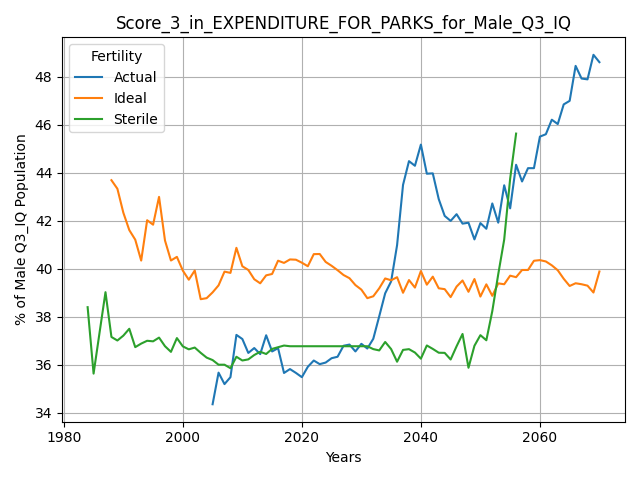 Score_3_in_EXPENDITURE_FOR_PARKS_for_Male_Q3_IQ
Fertility
Actual
Ideal
Sterile
% of Male Q3_IQ Population
48
46
44
42
40
38
36
34
1980
2000
2020
2040
2060
Years